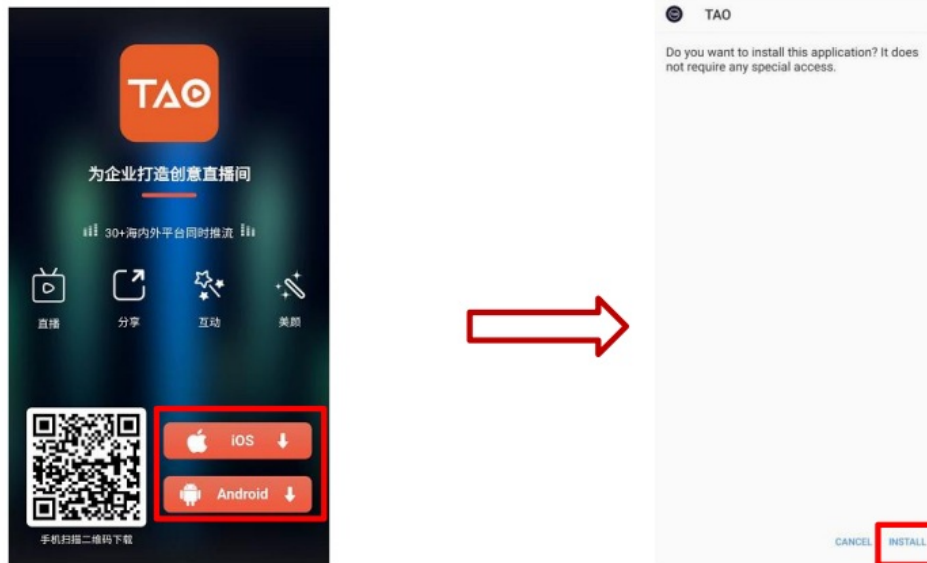 TAO
为企业打造创意直播间
30+海内外平台同时推流
直播 分享 互动 美颜
iOS
Android
手机扫描二维码下载
TAO
Do you want to install this application? It does
not require any special access.
CANCEL INSTALL